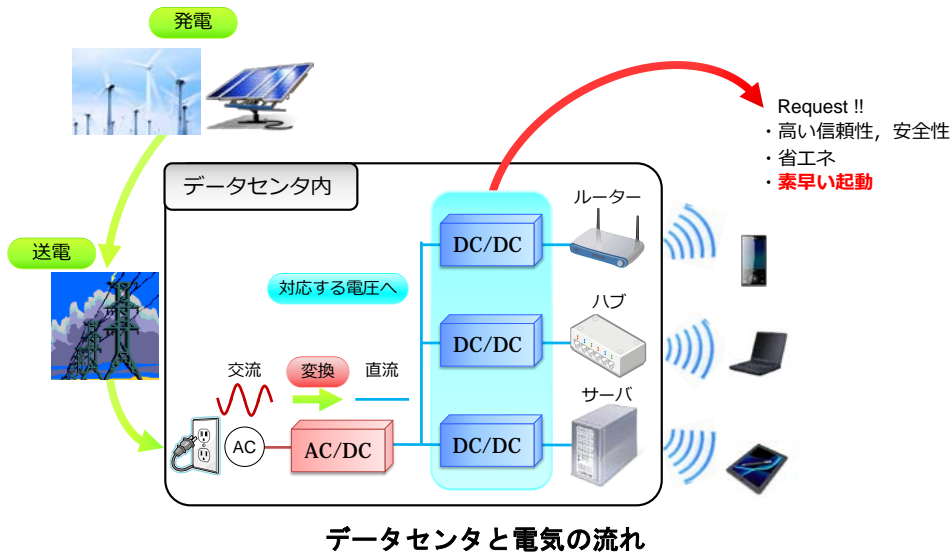 発電
Request !!
・高い信頼性，安全性
・省エネ
・素早い起動
データセンタ内
ルーター
DC/DC
送電
対応する電圧へ
ハブ
DC/DC
交流
変換
直流
サーバ
AC
AC/DC
DC/DC
データセンタと電気の流れ